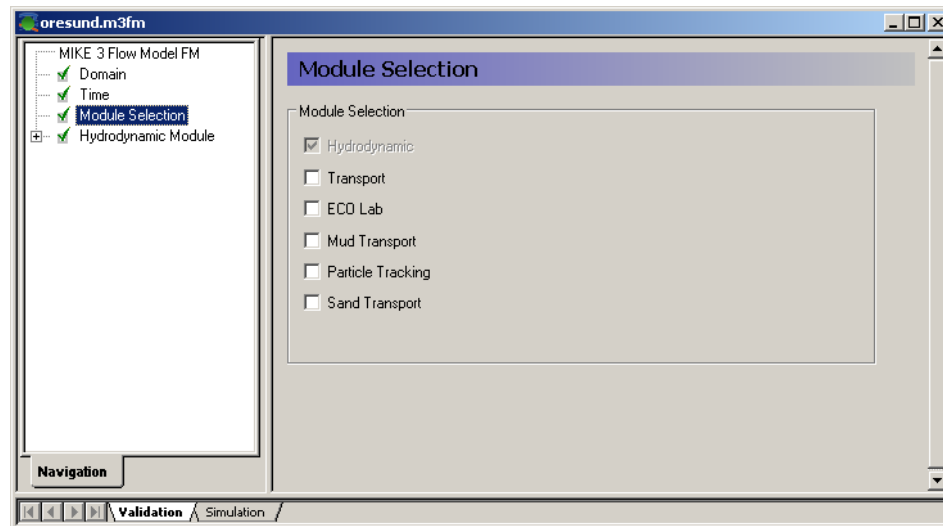 oresund.m3fm
MIKE 3 Flow Model FM
Domain
Time
Module Selection
Hydrodynamic Module
Navigation
Module Selection
Module Selection
Hydrodynamic
Transport
ECO Lab
Mud Transport
Particle Tracking
Sand Transport
Validation
Simulation